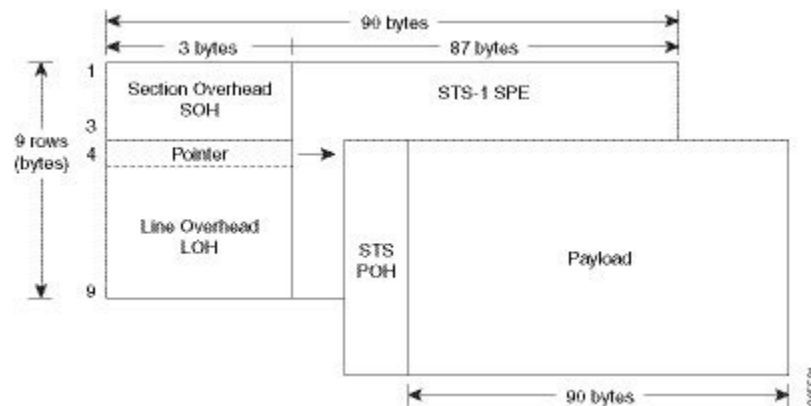 90 bytes
3 bytes
87 bytes
1
Section Overhead
SOH
STS-1 SPE
3
9 rows
(bytes)
4
Pointer
Line Overhead
LOH
STS
POH
Payload
9
90 bytes